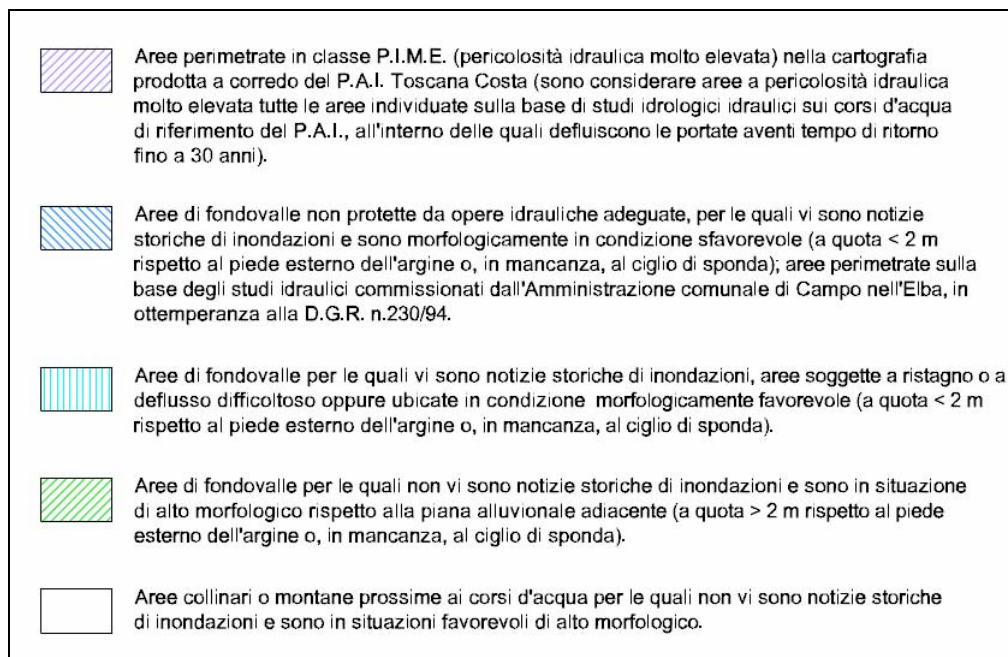 Aree perimetrate in classe P.I.M.E. (pericolosità idraulica molto elevata) nella cartografia
prodotta a corredo del P.A.I. Toscana Costa (sono considerare aree a pericolosità idraulica
molto elevata tutte le aree individuate sulla base di studi idrologici idraulici sui corsi d'acqua
di riferimento del P.A.I., all'interno delle quali defluiscono le portate aventi tempo di ritorno
fino a 30 anni).
Aree di fondovalle non protette da opere idrauliche adeguate, per le quali vi sono notizie
storiche di inondazioni e sono morfologicamente in condizione sfavorevole (a quota < 2 m
rispetto al piede esterno dell'argine o, in mancanza, al ciglio di sponda); aree perimetrate sulla
base degli studi idraulici commissionati dall'Amministrazione comunale di Campo nell'Elba, in
ottemperanza alla D.G.R. n.230/94.
Aree di fondovalle per le quali vi sono notizie storiche di inondazioni, aree soggette a ristagno o a
deflusso difficoltoso oppure ubicate in condizione morfologicamente favorevole (a quota < 2 m
rispetto al piede esterno dell'argine o, in mancanza, al ciglio di sponda).
Aree di fondovalle per le quali non vi sono notizie storiche di inondazioni e sono in situazione
di alto morfologico rispetto alla piana alluvionale adiacente (a quota > 2 m rispetto al piede
esterno dell'argine o, in mancanza, al ciglio di sponda).
Aree collinari o montane prossime ai corsi d'acqua per le quali non vi sono notizie storiche
di inondazioni e sono in situazioni favorevoli di alto morfologico.